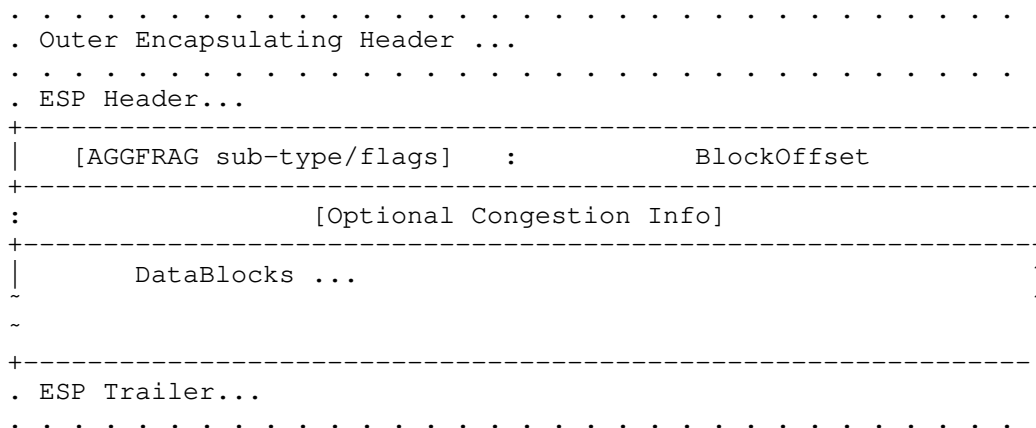 . . . . . . . . . . . . . . . . . . . . . . . . . . . . . . . .
. Outer Encapsulating Header ...
. . . . . . . . . . . . . . . . . . . . . . . . . . . . . . . .
. ESP Header...
+---------------------------------------------------------------
| [AGGFRAG sub-type/flags] : BlockOffset
+---------------------------------------------------------------
: [Optional Congestion Info]
+---------------------------------------------------------------
| DataBlocks ...
~
~
+---------------------------------------------------------------
. ESP Trailer...
. . . . . . . . . . . . . . . . . . . . . . . . . . . . . . . .